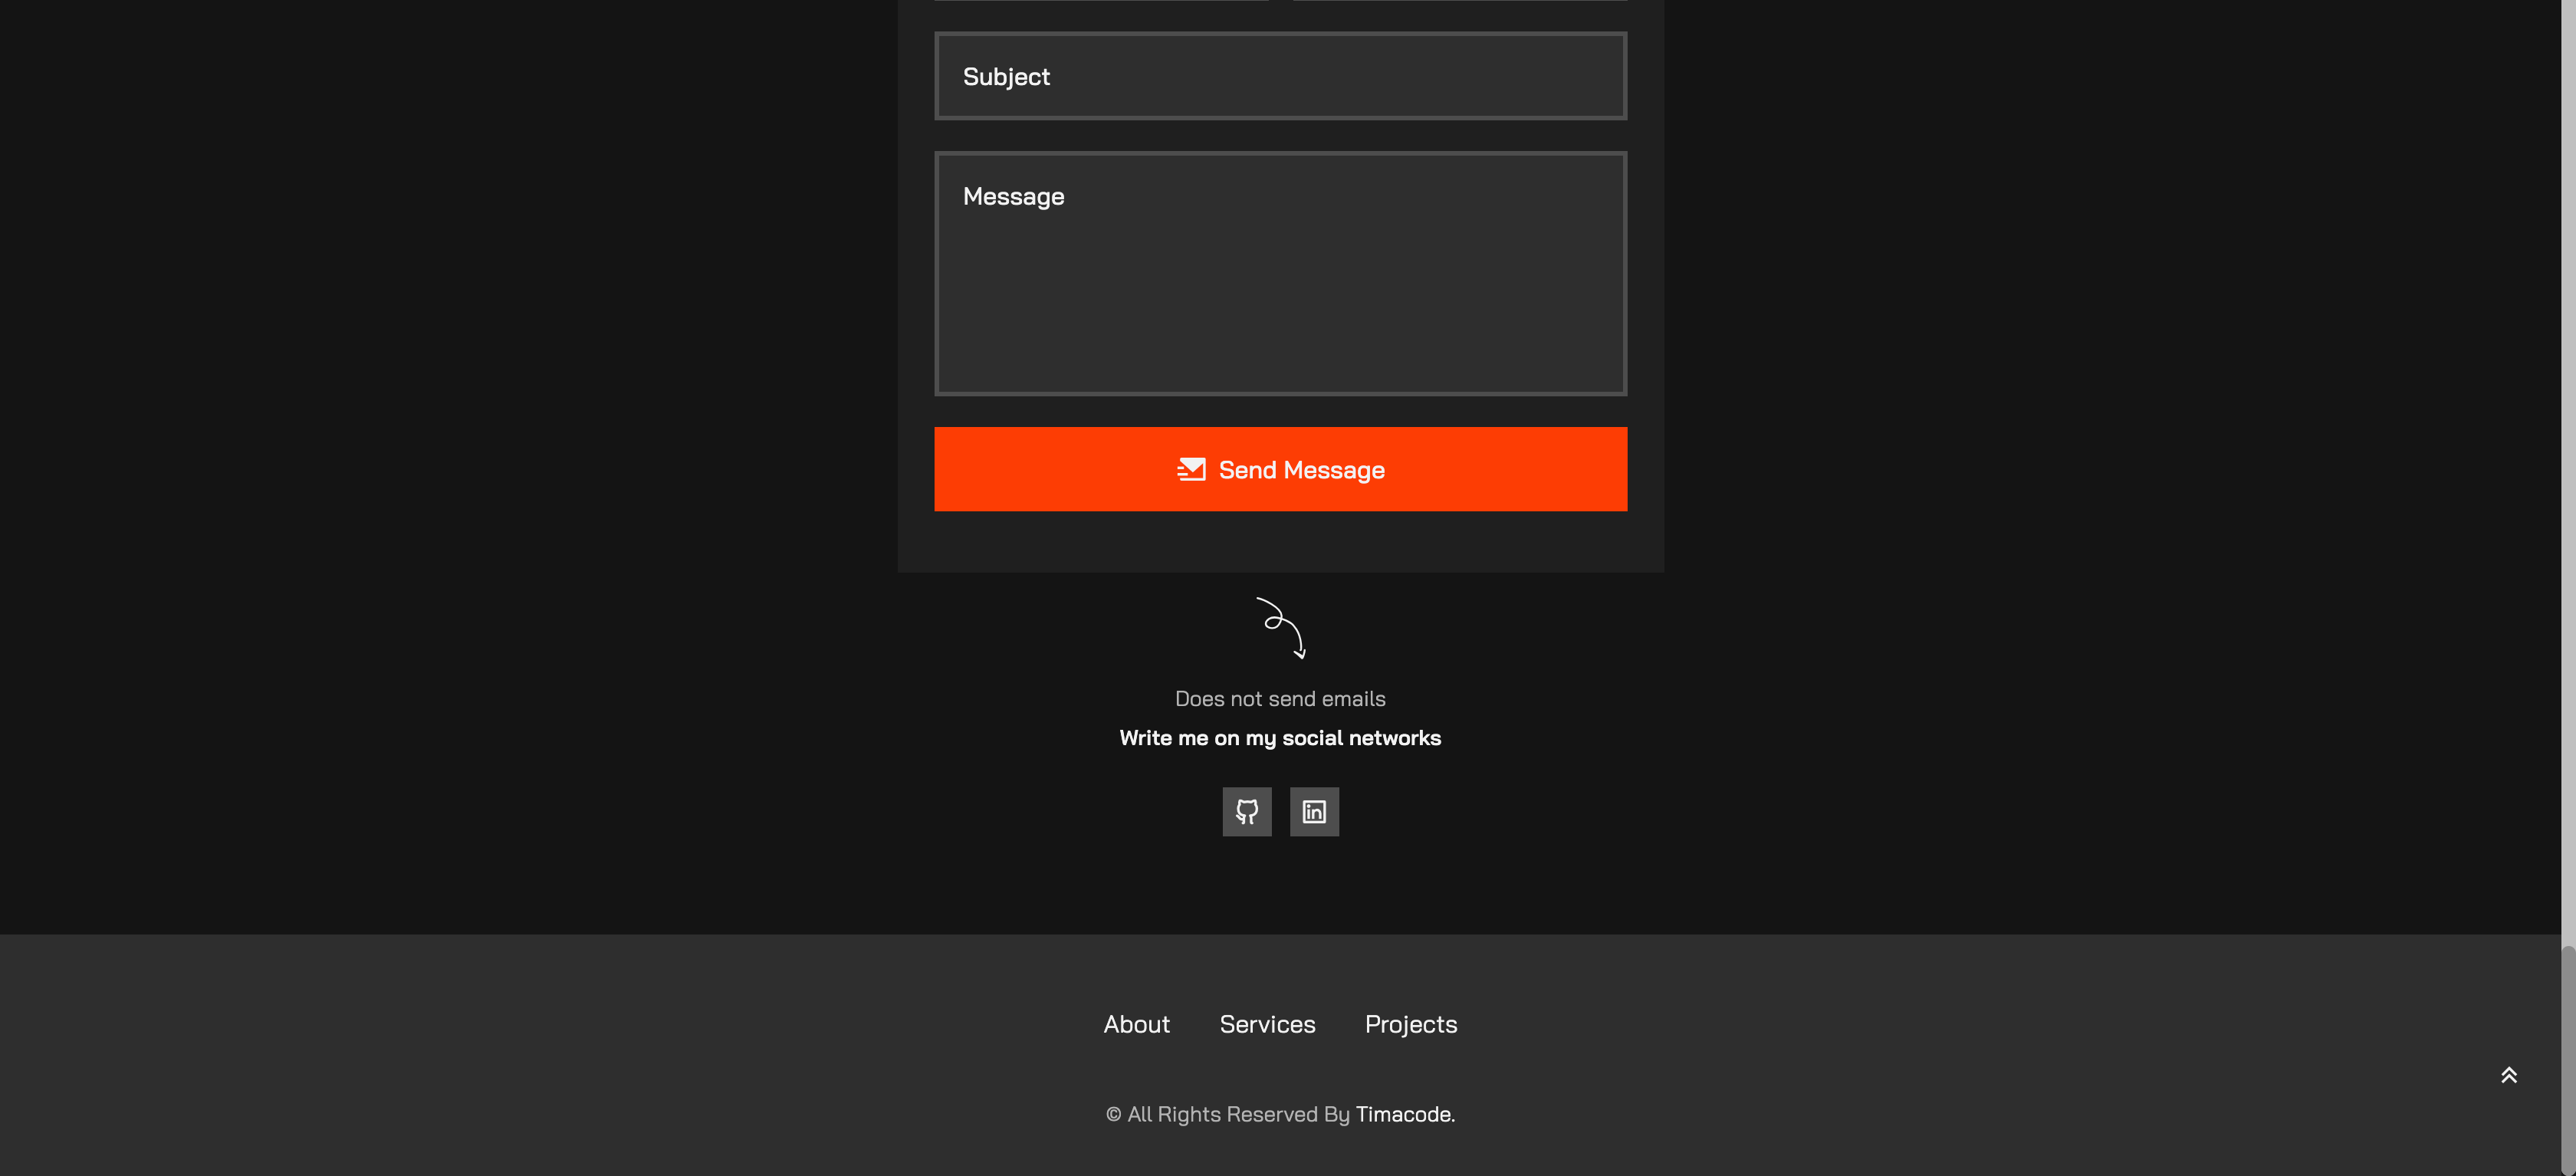 Subject
Message
Send Message
Does not send emails
Write me on my social networks
About Services Projects
© All Rights Reserved By Timacode.